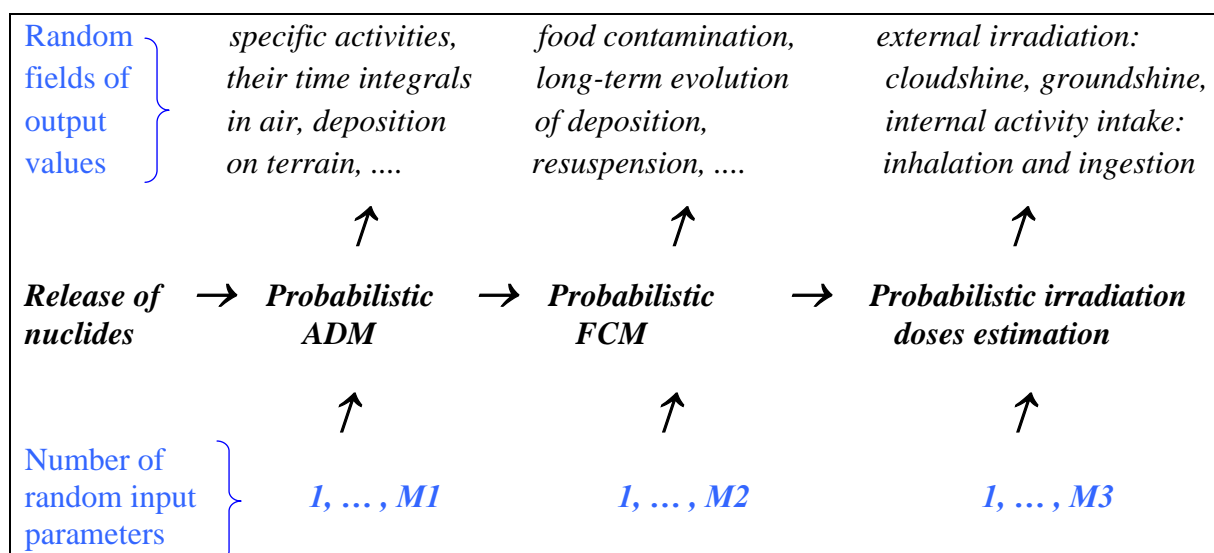 Random specific activities, food contamination, external irradiation:
fields of their time integrals long-term evolution cloudshine, groundshine,
output in air, deposition of deposition, internal activity intake:
values on terrain, .... resuspension, .... inhalation and ingestion
↑ ↑ ↑
Release of → Probabilistic → Probabilistic → Probabilistic irradiation
nuclides ADM FCM doses estimation
↑ ↑ ↑
Number of
random input 1, … , M1 1, … , M2 1, … , M3
parameters